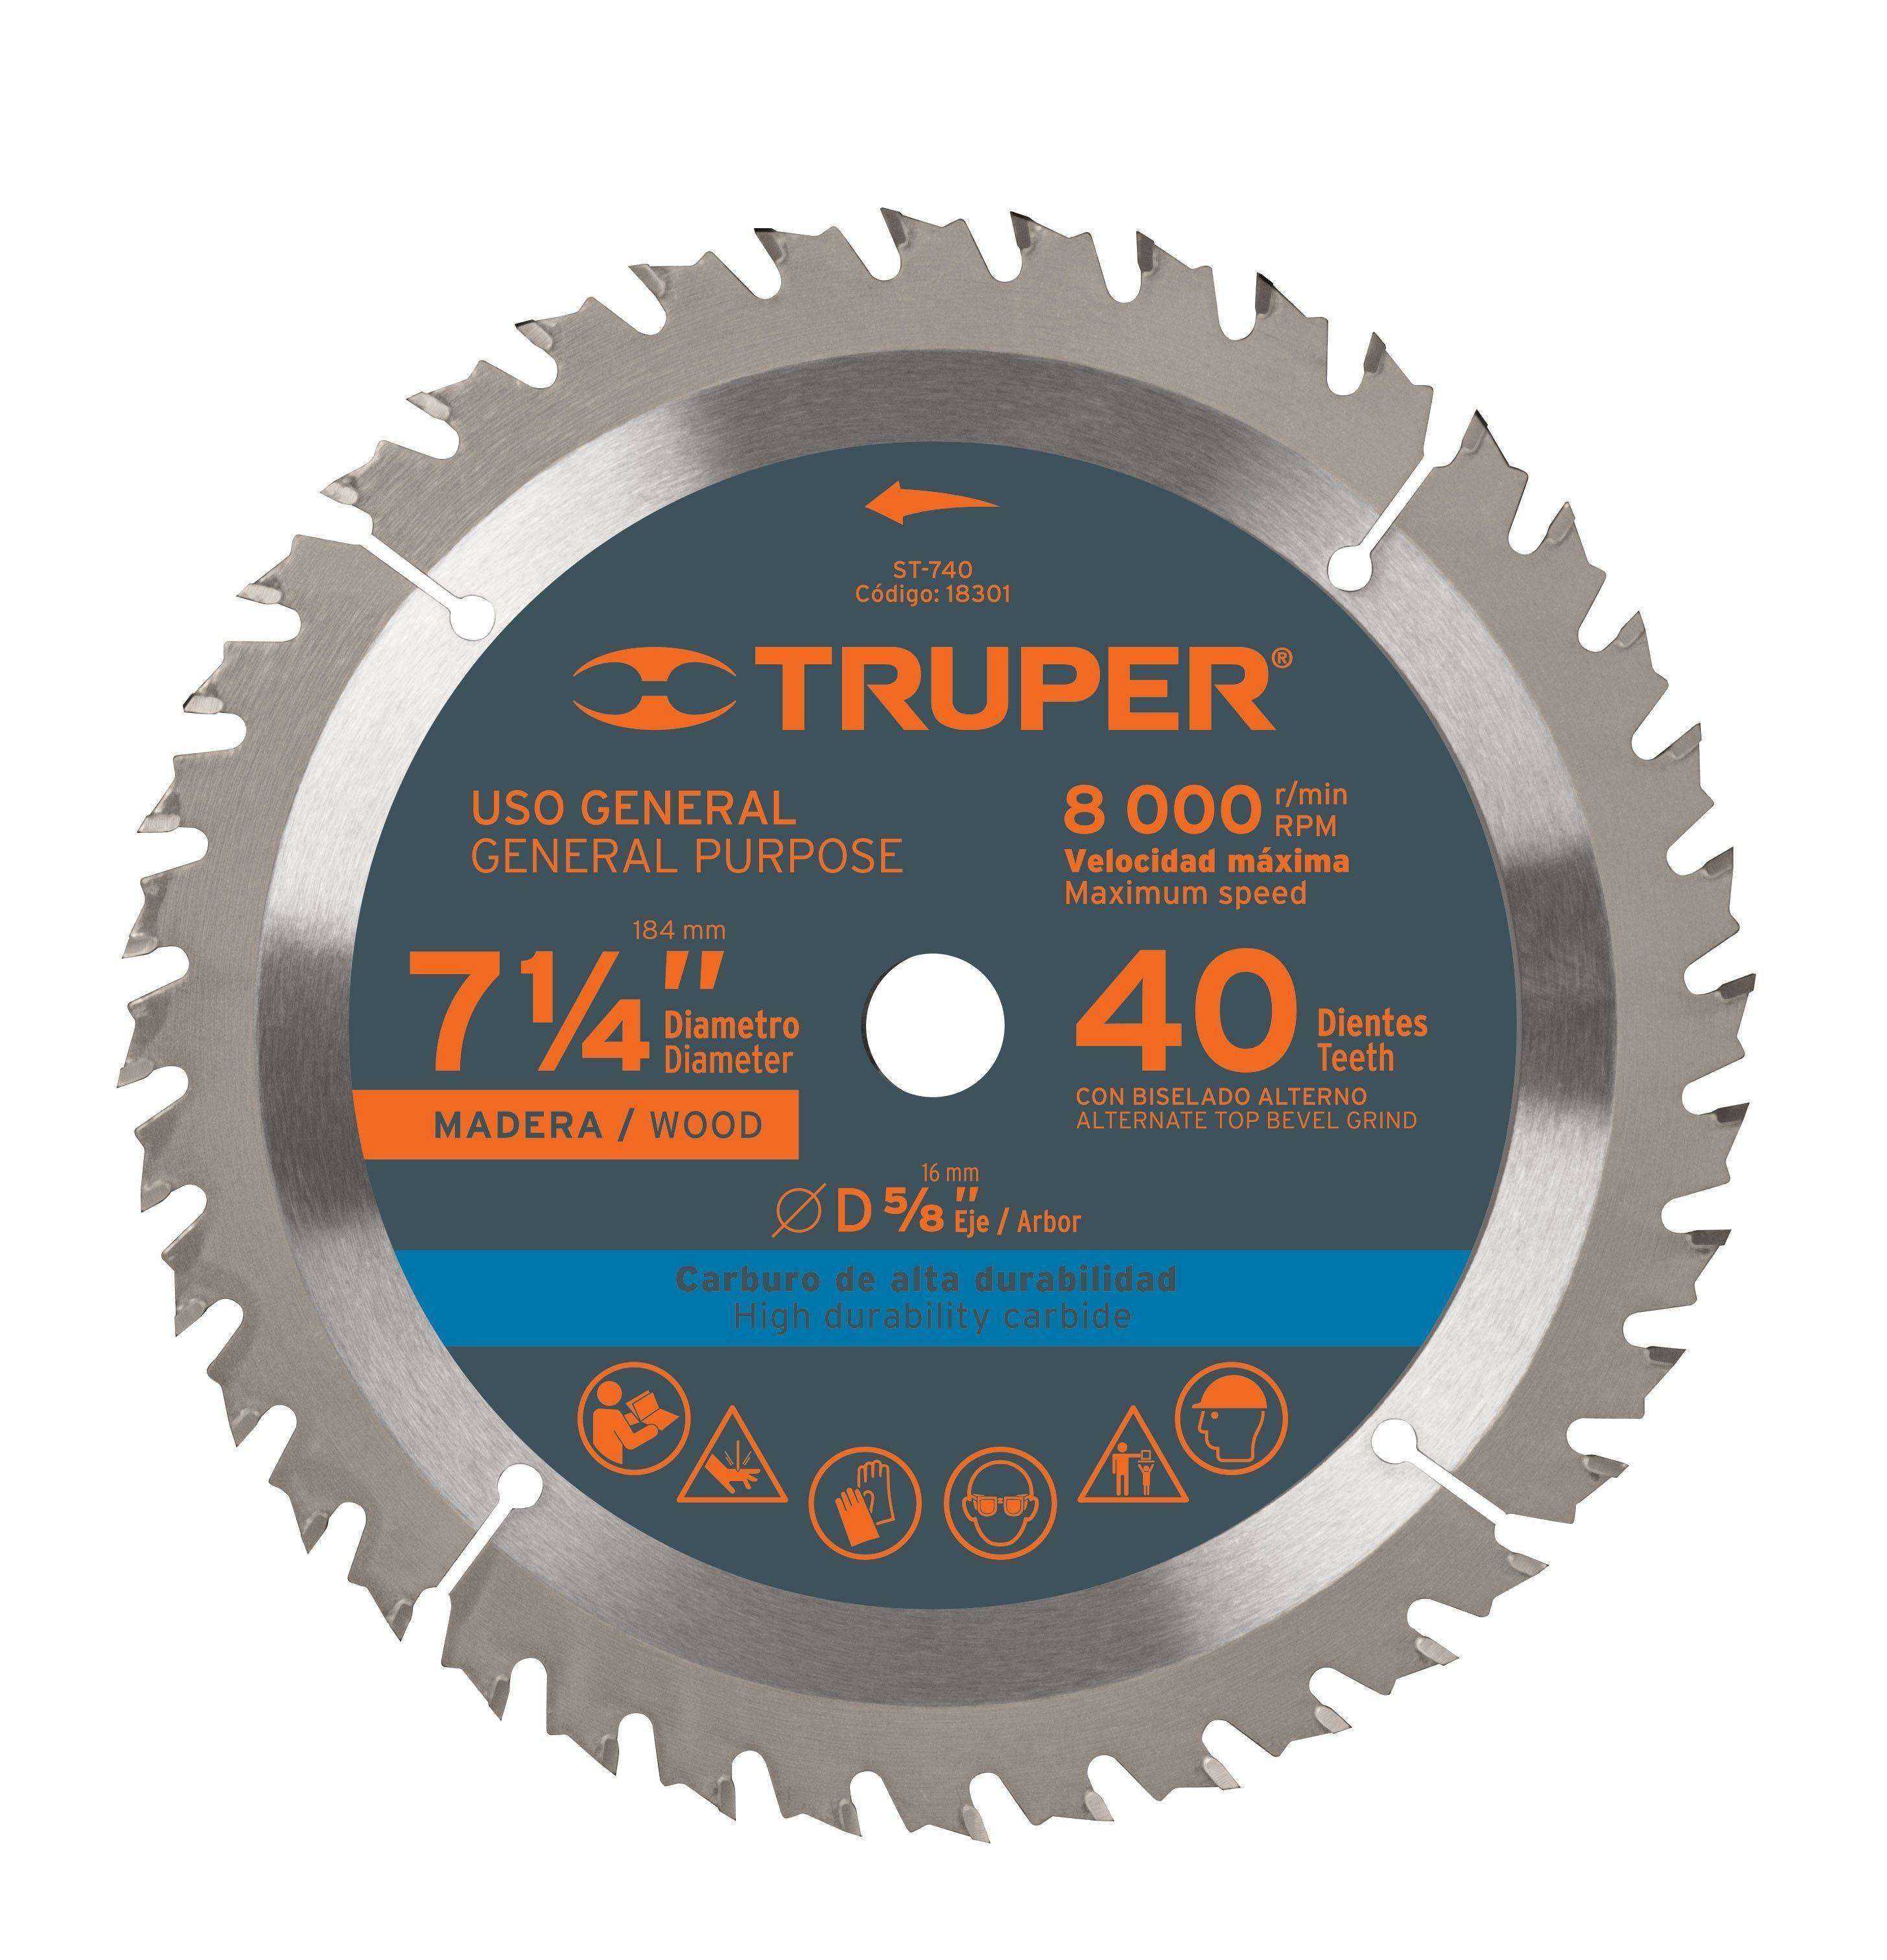 ST-740
Código: 18301
TRUPER®
USO GENERAL
GENERAL PURPOSE
8 000 r/min
RPM
Velocidad máxima
Maximum speed
184 mm
7 1/4" Diametro
Diameter
MADERA / WOOD
40 Dientes
Teeth
CON BISELADO ALTERNO
ALTERNATE TOP BEVEL GRIND
16 mm
Ø D 5/8" Eje / Arbor
Carburo de alta durabilidad
High durability carbide